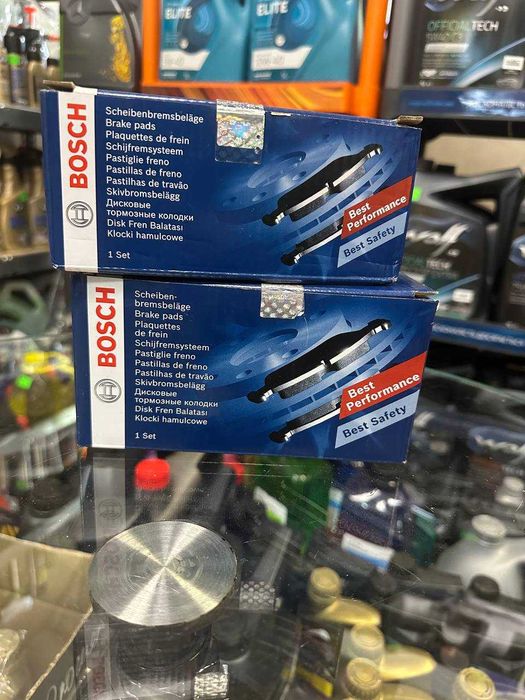 ELITE
ELITE
OFFICIALTECH
5W40 C3
BOSCH
Scheibenbremsbeläge
Brake pads
Plaquettes de frein
Schijfremsysteem
Pastiglie freno
Pastillas de freno
Pastilhas de travão
Skivbromsbelägg
Дисковые
тормозные колодки
Disk Fren Balatası
Klocki hamulcowe
1 Set
Best
Performance
Best Safety
BOSCH
Scheiben-
bremsbeläge
Brake pads
Plaquettes
de frein
Schijfremsysteem
Pastiglie freno
Pastillas de freno
Pastilhas de travão
Skivbromsbelägg
Дисковые
тормозные колодки
Disk Fren Balatası
Klocki hamulcowe
1 Set
Best
Performance
Best Safety